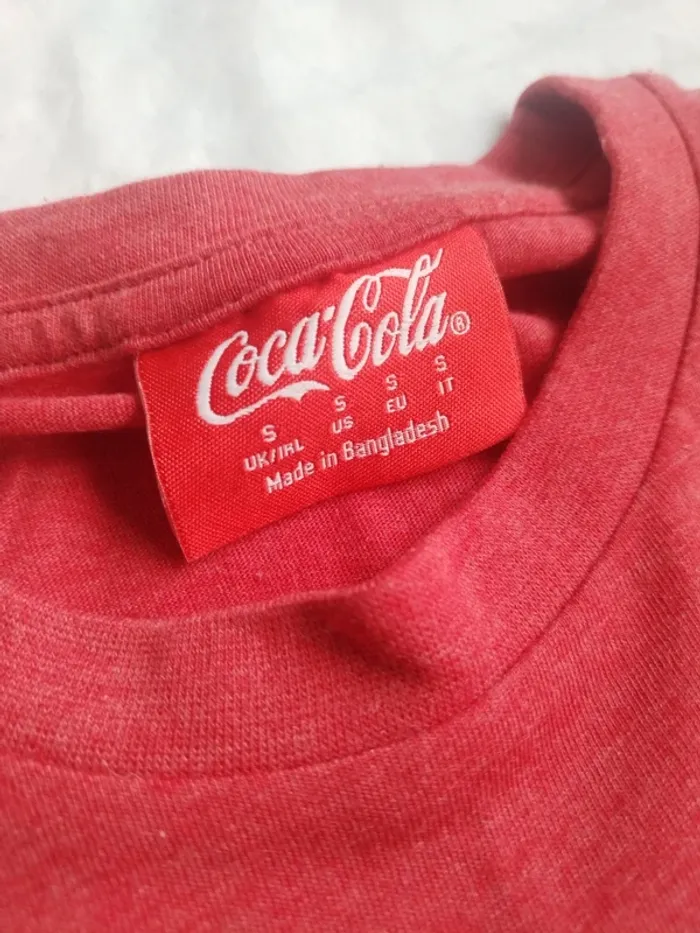 Coca-Cola®
S S S S
UK/IRL US EU IT
Made in Bangladesh